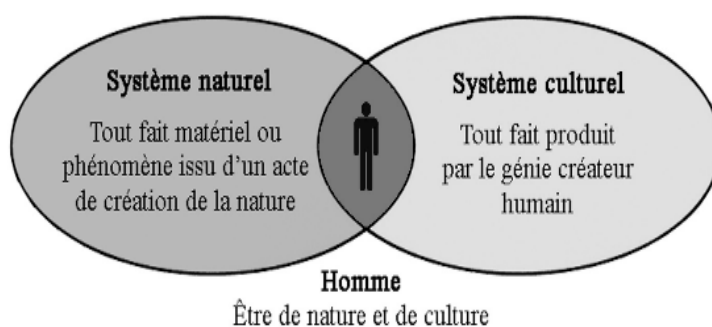 Système naturel
Tout fait matériel ou
phénomène issu d’un acte
de création de la nature
Système culturel
Tout fait produit
par le génie créateur
humain
Homme
Être de nature et de culture